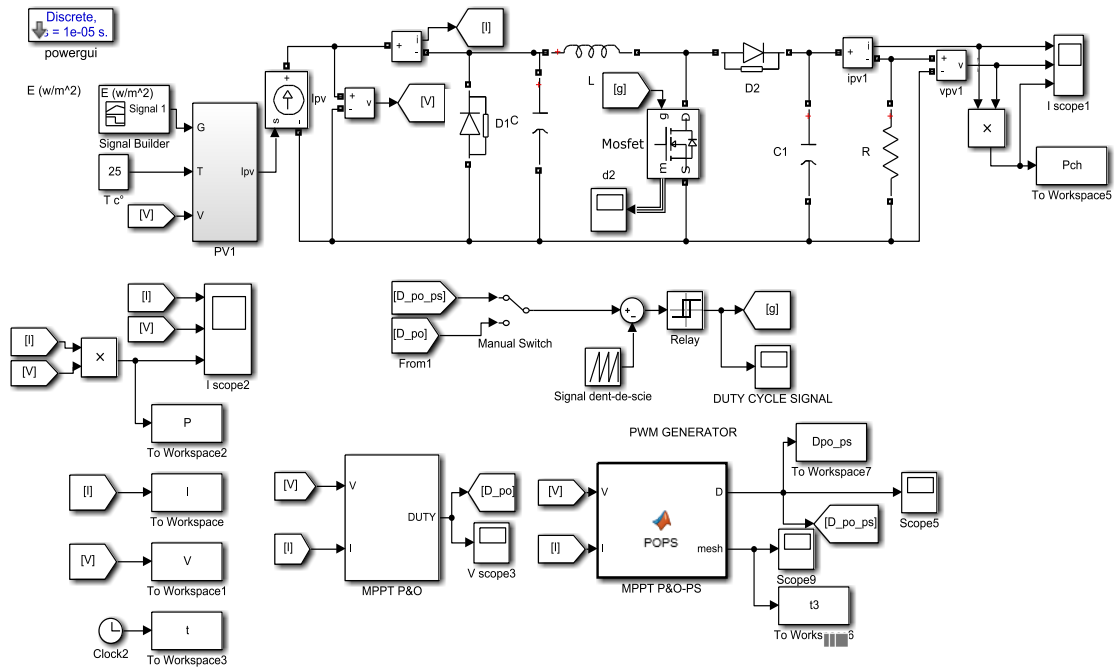 Discrete,
s = 1e-05 s.
powergui
E (w/m^2)
E (w/m^2)
Signal 1
Signal Builder
25
T c°
[V]
G
T
V
Ipv
PV1
+
s
-
Ipv
+
-
[I]
+
-
v
[V]
D1
C
L
[g]
Mosfet
g
D
m
S
d2
D2
C1
R
+
i
-
ipv1
+
-
v
vpv1
I scope1
×
Pch
To Workspace5
[I]
[V]
[I]
[V]
×
I scope2
P
To Workspace2
[I]
I
To Workspace
[V]
V
To Workspace1
Clock2
t
To Workspace3
[D_po_ps]
[D_po]
From1
Manual Switch
Signal dent-de-scie
Relay
[g]
DUTY CYCLE SIGNAL
PWM GENERATOR
[V]
[I]
V
I
DUTY
MPPT P&O
[D_po]
V scope3
[V]
[I]
V
I
POPS
D
mesh
MPPT P&O-PS
Dpo_ps
To Workspace7
Scope5
[D_po_ps]
Scope9
t3
To Works